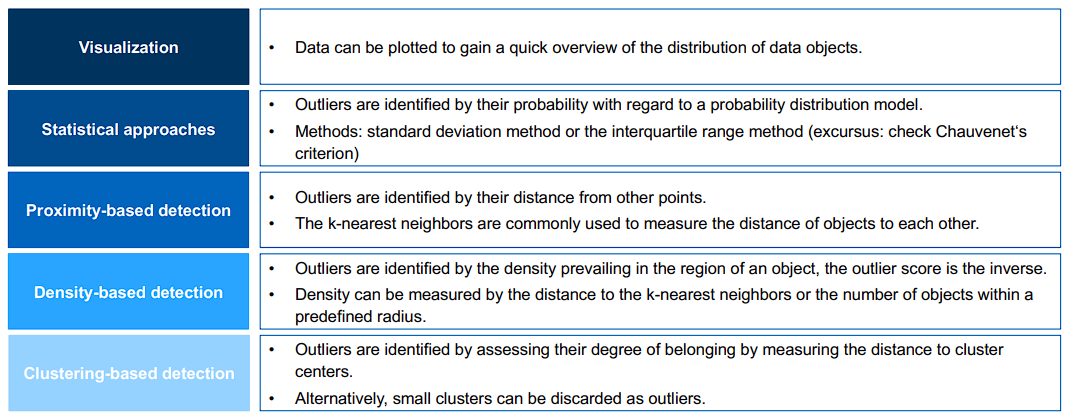 Visualization
• Data can be plotted to gain a quick overview of the distribution of data objects.
Statistical approaches
• Outliers are identified by their probability with regard to a probability distribution model.
• Methods: standard deviation method or the interquartile range method (excursus: check Chauvenet‘s
criterion)
Proximity-based detection
• Outliers are identified by their distance from other points.
• The k-nearest neighbors are commonly used to measure the distance of objects to each other.
Density-based detection
• Outliers are identified by the density prevailing in the region of an object, the outlier score is the inverse.
• Density can be measured by the distance to the k-nearest neighbors or the number of objects within a
predefined radius.
Clustering-based detection
• Outliers are identified by assessing their degree of belonging by measuring the distance to cluster
centers.
• Alternatively, small clusters can be discarded as outliers.